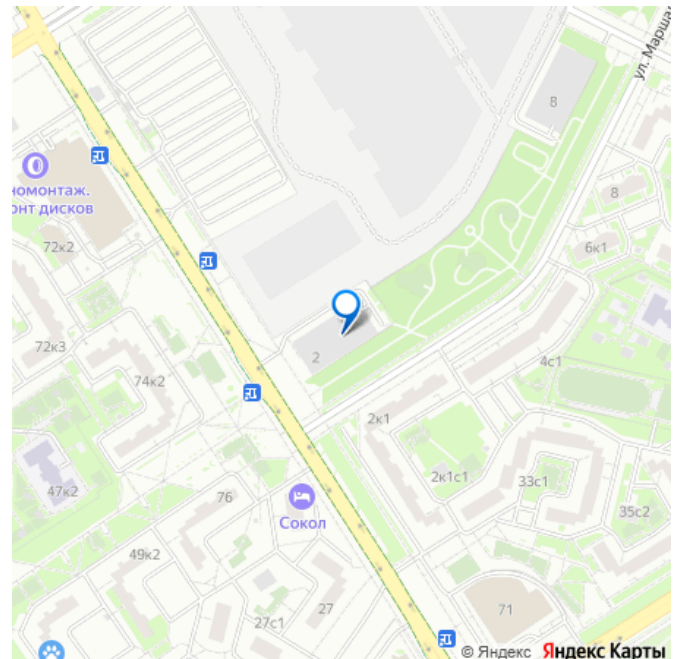 ул. Марша
8
номонтаж.
онт дисков
8
72к2
6к1
72к3
2
4с1
74к2
2к1
2к1с1
33с1
47к2
76
35с2
Сокол
49к2
27
71
27с1
© Яндекс Яндекс Карты